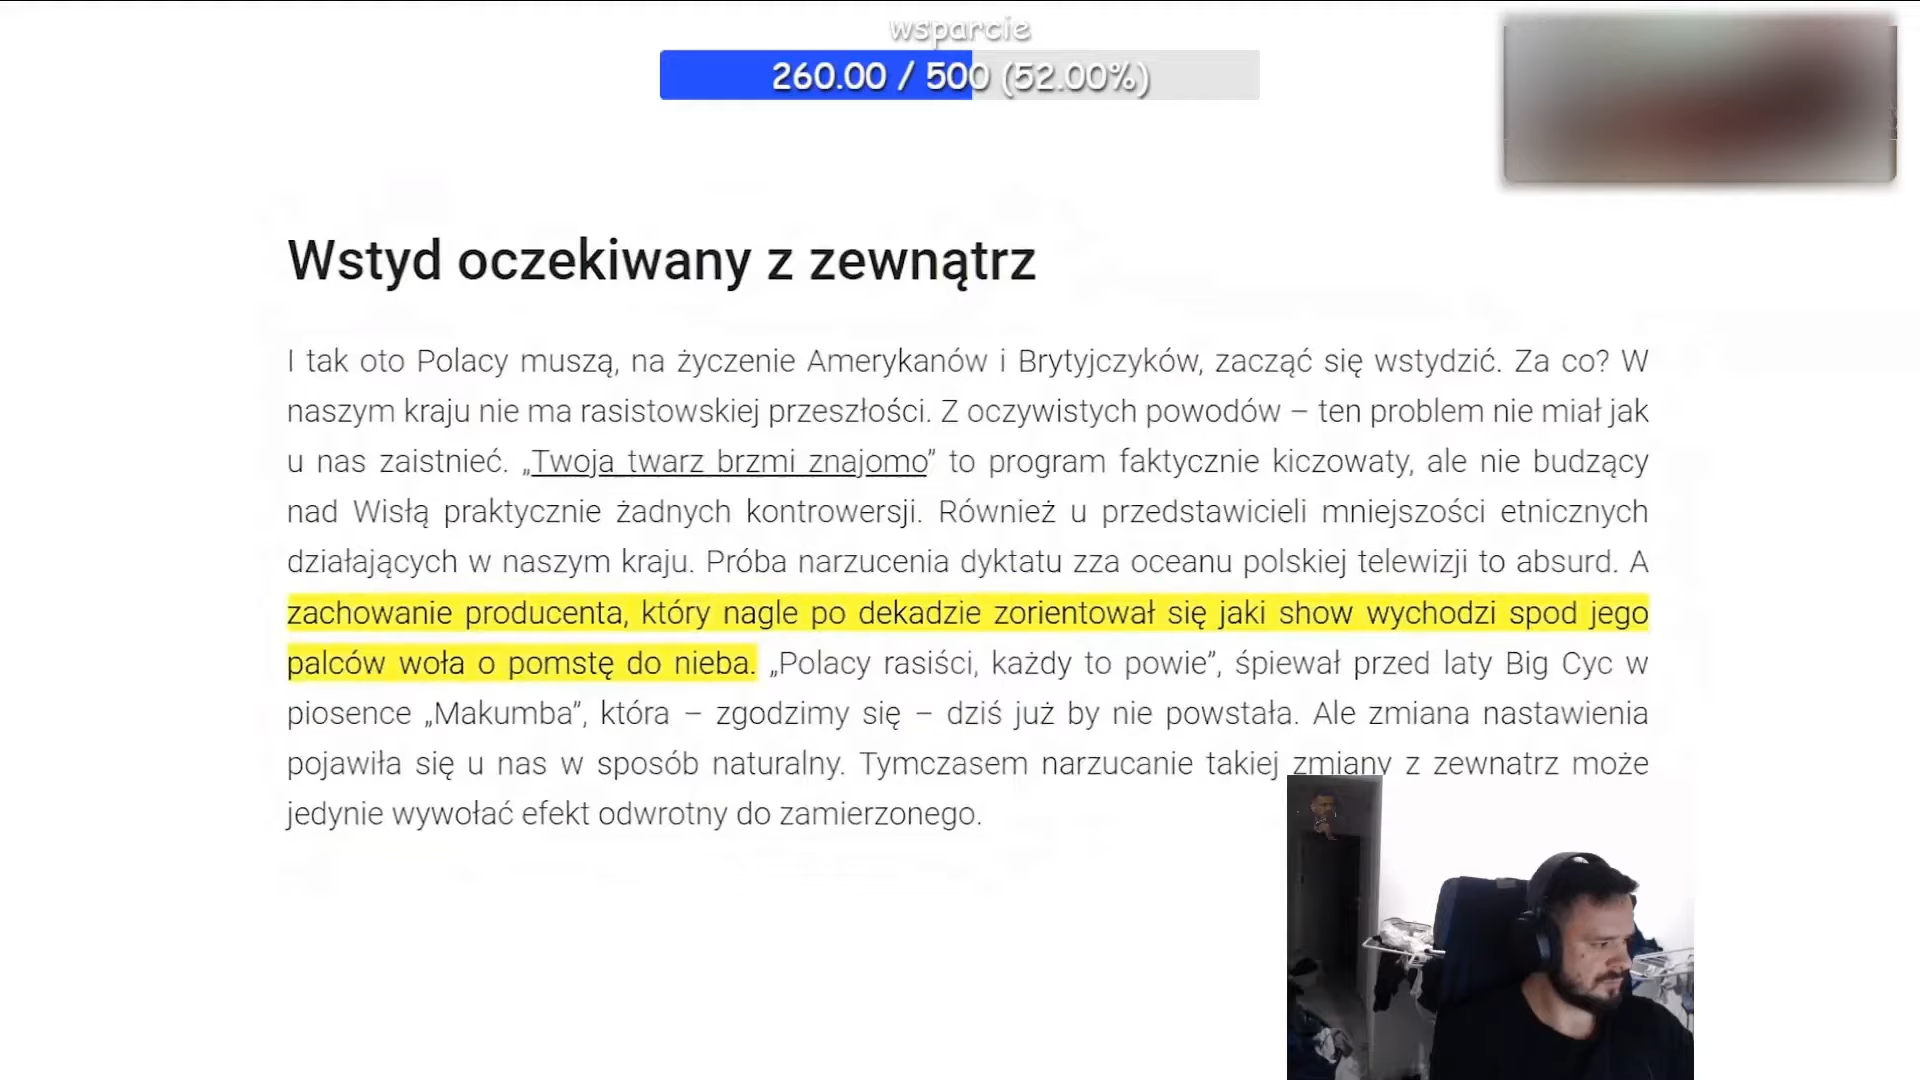 wsparcie
260.00 / 500 (52.00%)
Wstyd oczekiwany z zewnątrz
I tak oto Polacy muszą, na życzenie Amerykanów i Brytyjczyków, zacząć się wstydzić. Za co? W
naszym kraju nie ma rasistowskiej przeszłości. Z oczywistych powodów – ten problem nie miał jak
u nas zaistnieć. „Twoja twarz brzmi znajomo” to program faktycznie kiczowaty, ale nie budzący
nad Wisłą praktycznie żadnych kontrowersji. Również u przedstawicieli mniejszości etnicznych
działających w naszym kraju. Próba narzucenia dyktatu zza oceanu polskiej telewizji to absurd. A
zachowanie producenta, który nagle po dekadzie zorientował się jaki show wychodzi spod jego
palców woła o pomstę do nieba. „Polacy rasiści, każdy to powie”, śpiewał przed laty Big Cyc w
piosence „Makumba”, która – zgodzimy się – dziś już by nie powstała. Ale zmiana nastawienia
pojawiła się u nas w sposób naturalny. Tymczasem narzucanie takiej zmiany z zewnatrz może
jedynie wywołać efekt odwrotny do zamierzonego.